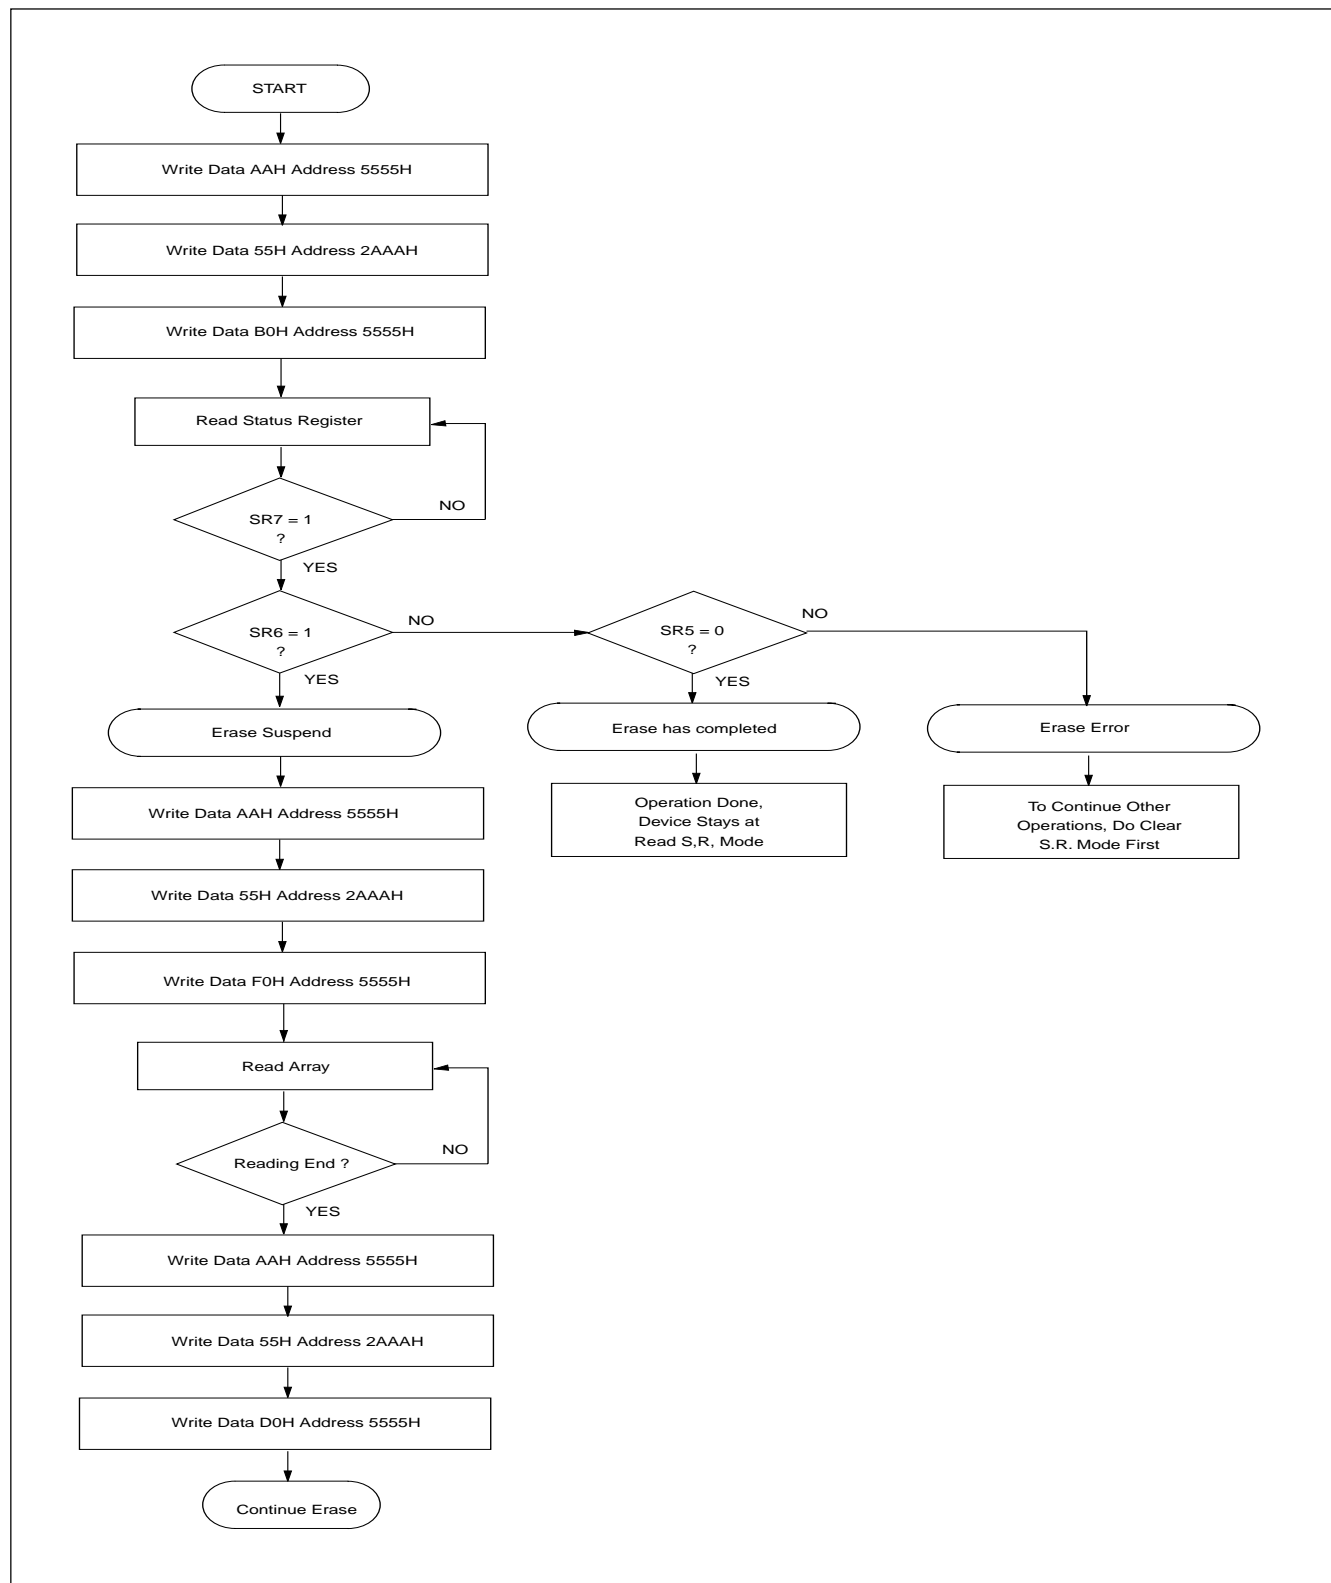 START
Write Data AAH Address 5555H
Write Data 55H Address 2AAAH
Write Data B0H Address 5555H
Read Status Register
NO
SR7 = 1
?
YES
SR6 = 1
?
NO
SR5 = 0
?
NO
YES
YES
Erase Suspend
Erase has completed
Erase Error
Write Data AAH Address 5555H
Operation Done,
Device Stays at
Read S,R, Mode
To Continue Other
Operations, Do Clear
S.R. Mode First
Write Data 55H Address 2AAAH
Write Data F0H Address 5555H
Read Array
NO
Reading End ?
YES
Write Data AAH Address 5555H
Write Data 55H Address 2AAAH
Write Data D0H Address 5555H
Continue Erase